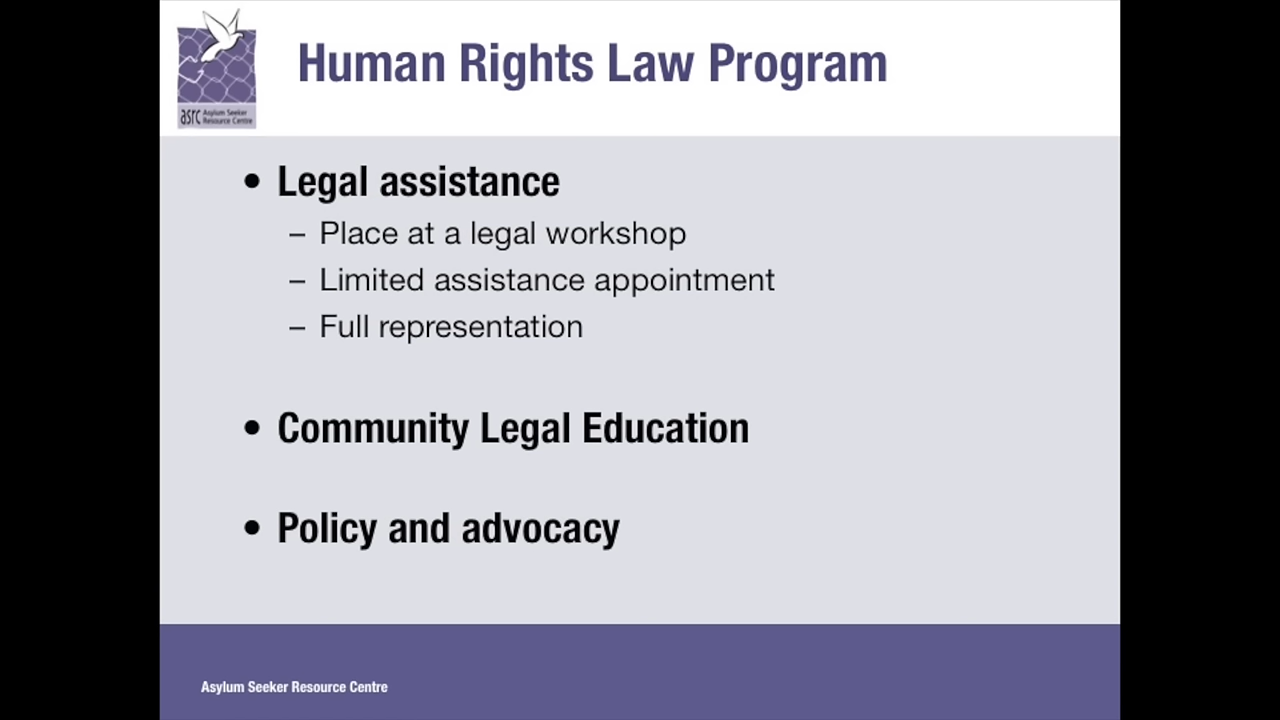 Human Rights Law Program
asrc Asylum Seeker
Resource Centre
• Legal assistance
– Place at a legal workshop
– Limited assistance appointment
– Full representation
• Community Legal Education
• Policy and advocacy
Asylum Seeker Resource Centre